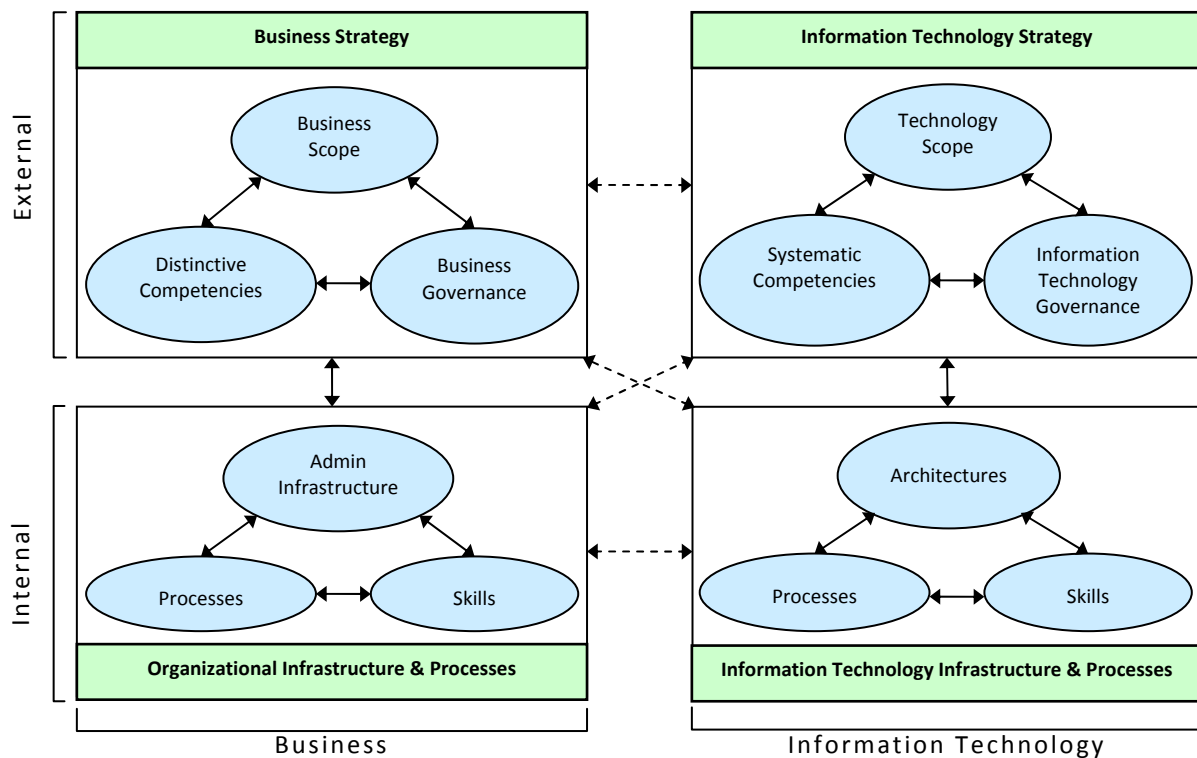 Business Strategy
Information Technology Strategy
External
Business
Scope
Technology
Scope
Distinctive
Competencies
Business
Governance
Systematic
Competencies
Information
Technology
Governance
Internal
Admin
Infrastructure
Architectures
Processes
Skills
Processes
Skills
Organizational Infrastructure & Processes
Information Technology Infrastructure & Processes
Business
Information Technology